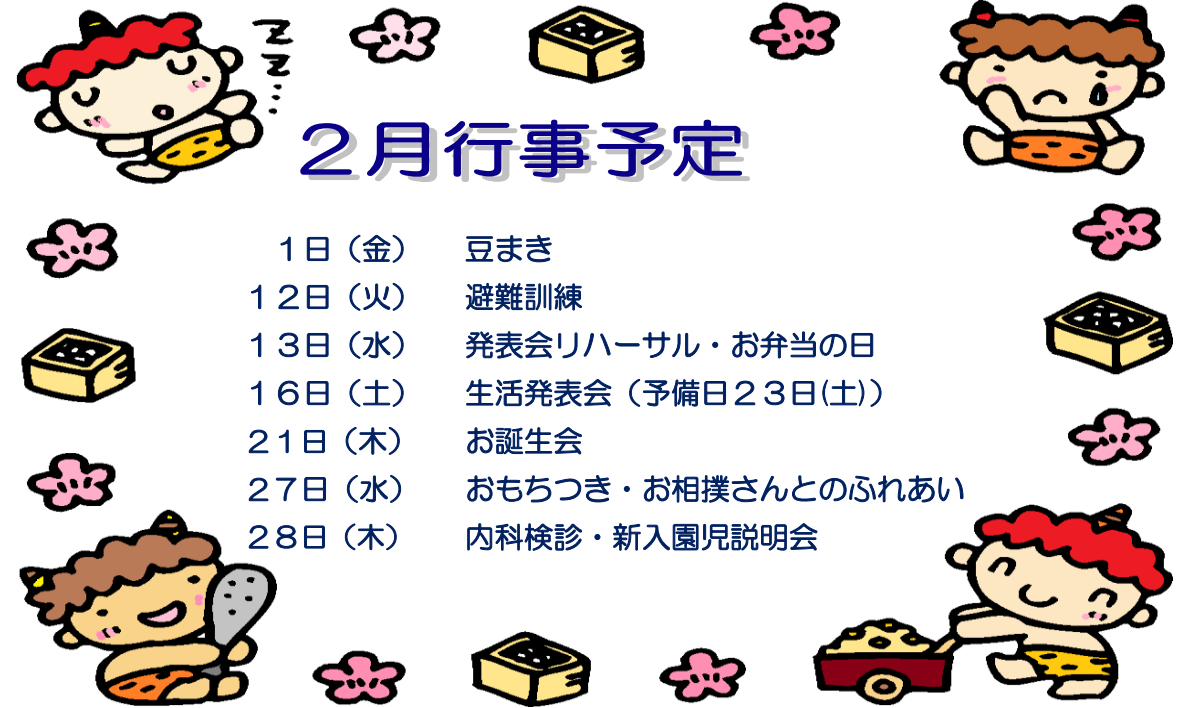 zz...
２月行事予定
１日（金）　豆まき
１２日（火）　避難訓練
１３日（水）　発表会リハーサル・お弁当の日
１６日（土）　生活発表会（予備日２３日(土)）
２１日（木）　お誕生会
２７日（水）　おもちつき・お相撲さんとのふれあい
２８日（木）　内科検診・新入園児説明会